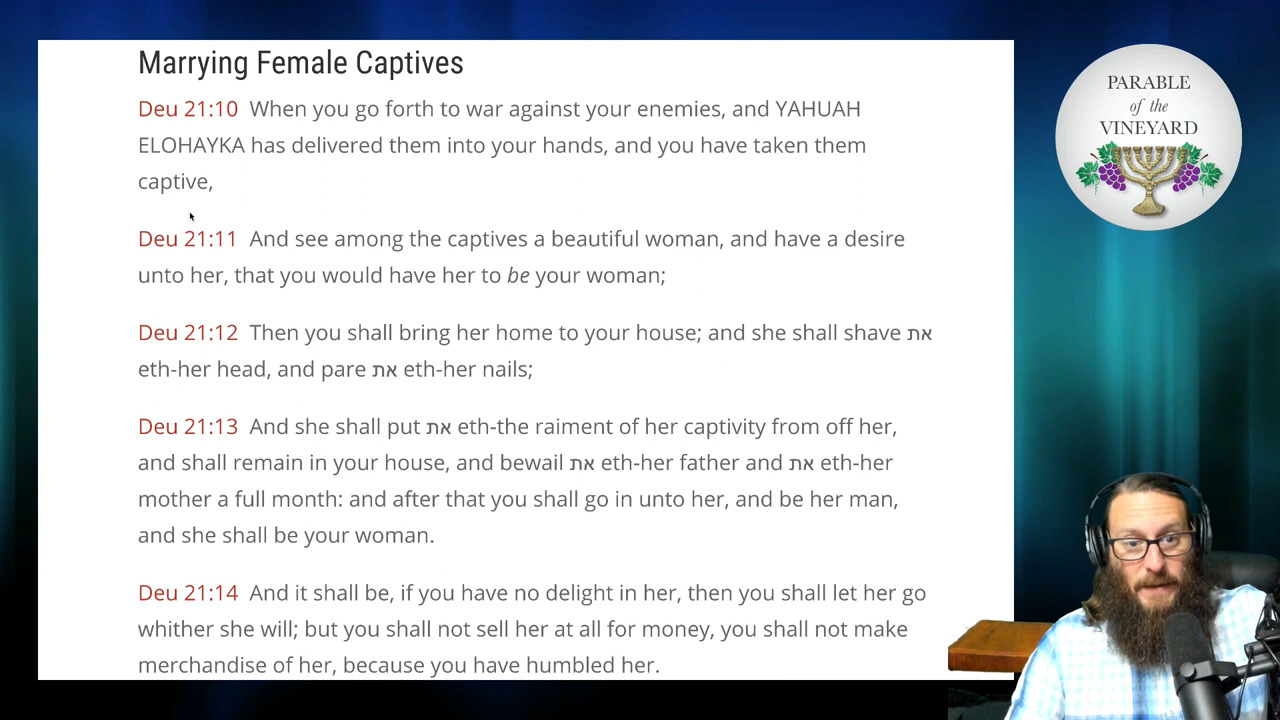 Marrying Female Captives
Deu 21:10 When you go forth to war against your enemies, and YAHUAH
ELOHAYKA has delivered them into your hands, and you have taken them
captive,
Deu 21:11 And see among the captives a beautiful woman, and have a desire
unto her, that you would have her to be your woman;
Deu 21:12 Then you shall bring her home to your house; and she shall shave את
eth-her head, and pare את eth-her nails;
Deu 21:13 And she shall put את eth-the raiment of her captivity from off her,
and shall remain in your house, and bewail את eth-her father and את eth-her
mother a full month: and after that you shall go in unto her, and be her man,
and she shall be your woman.
Deu 21:14 And it shall be, if you have no delight in her, then you shall let her go
whither she will; but you shall not sell her at all for money, you shall not make
merchandise of her, because you have humbled her.
PARABLE
of the
VINEYARD